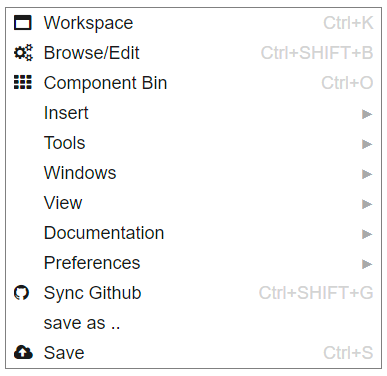 Workspace Ctrl+K
Browse/Edit Ctrl+SHIFT+B
Component Bin Ctrl+O
Insert
Tools
Windows
View
Documentation
Preferences
Sync Github Ctrl+SHIFT+G
save as ..
Save Ctrl+S